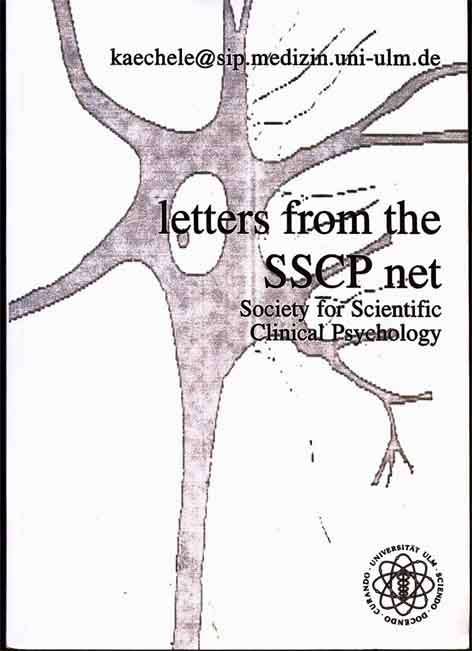 kaechele@sip.medizin.uni-ulm.de
letters from the
SSCP net
Society for Scientific
Clinical Psychology
· UNIVERSITÄT ULM · SCIENDO · DOCENDO · CURANDO